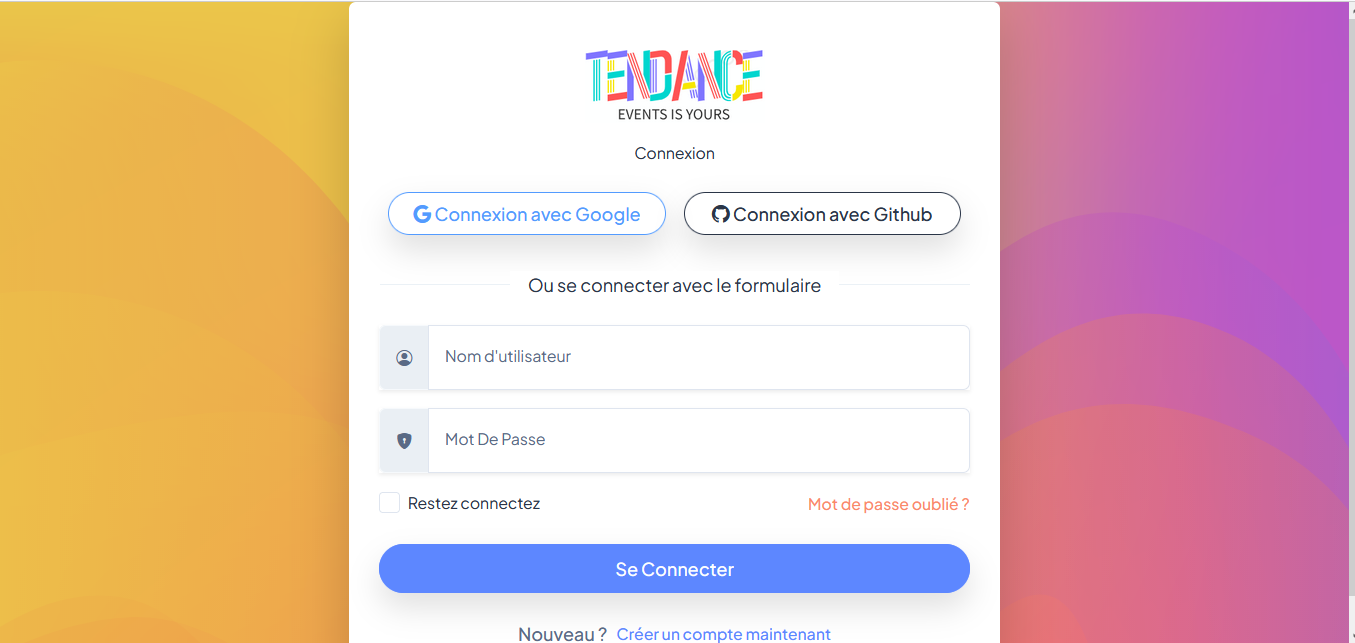 TENDANCE
EVENTS IS YOURS
Connexion
Connexion avec Google
Connexion avec Github
Ou se connecter avec le formulaire
Nom d'utilisateur
Mot De Passe
Restez connectez
Mot de passe oublié ?
Se Connecter
Nouveau ? Créer un compte maintenant